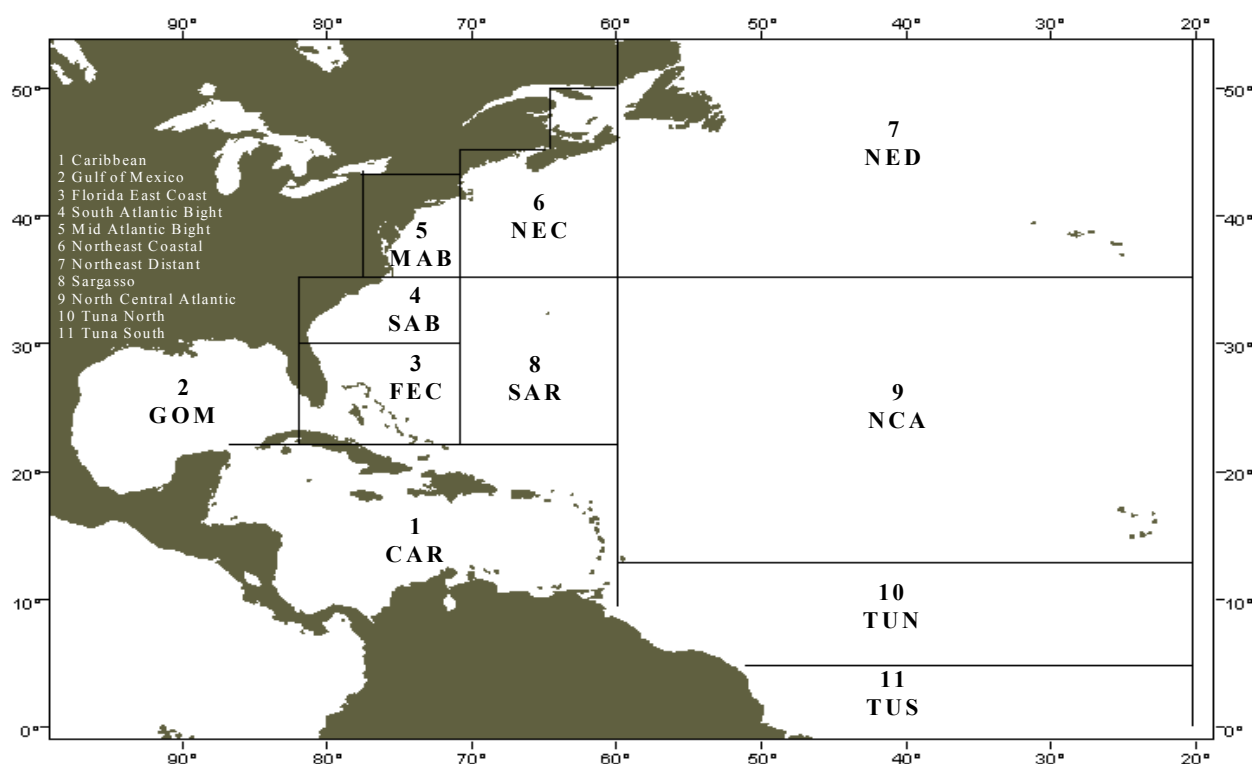 90° 80° 70° 60° 50° 40° 30° 20°
50° 50°
7
NED
1 Caribbean
2 Gulf of Mexico
3 Florida East Coast
4 South Atlantic Bight
5 Mid Atlantic Bight
6 Northeast Coastal
7 Northeast Distant
8 Sargasso
9 North Central Atlantic
10 Tuna North
11 Tuna South
6
NEC
40° 40°
5
MAB
4
SAB
30° 30°
3
FEC
8
SAR
2
GOM
9
NCA
20° 20°
1
CAR
10
TUN
10° 10°
11
TUS
0° 0°
90° 80° 70° 60° 50° 40° 30° 20°